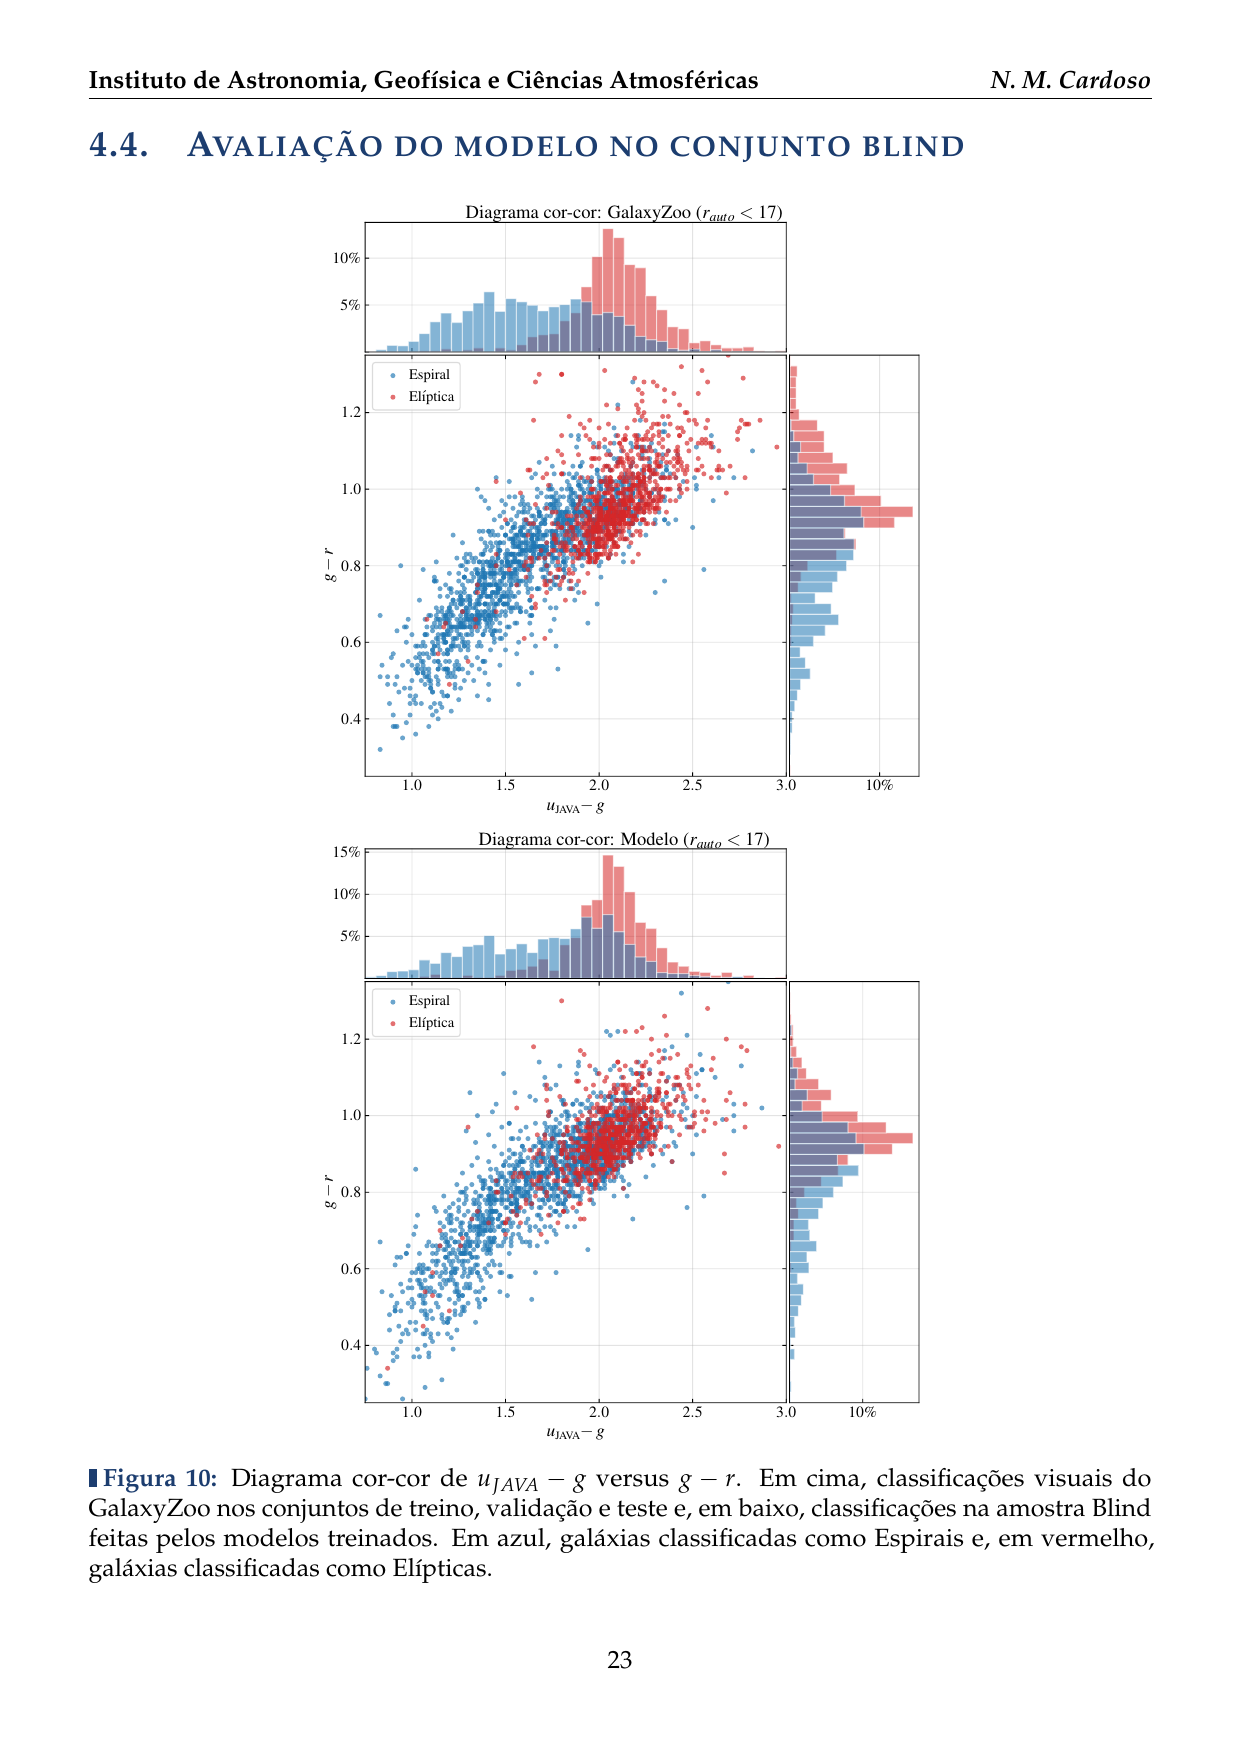 Instituto de Astronomia, Geofísica e Ciências Atmosféricas N. M. Cardoso
4.4. AVALIAÇÃO DO MODELO NO CONJUNTO BLIND
Diagrama cor-cor: GalaxyZoo (r_auto < 17)
10%
5%
Espiral
Elíptica
1.2
1.0
0.8
0.6
0.4
g − r
1.0 1.5 2.0 2.5 3.0 10%
u_JAVA − g
Diagrama cor-cor: Modelo (r_auto < 17)
15%
10%
5%
Espiral
Elíptica
1.2
1.0
0.8
0.6
0.4
g − r
1.0 1.5 2.0 2.5 3.0 10%
u_JAVA − g
Figura 10: Diagrama cor-cor de u_JAVA − g versus g − r. Em cima, classificações visuais do
GalaxyZoo nos conjuntos de treino, validação e teste e, em baixo, classificações na amostra Blind
feitas pelos modelos treinados. Em azul, galáxias classificadas como Espirais e, em vermelho,
galáxias classificadas como Elípticas.
23